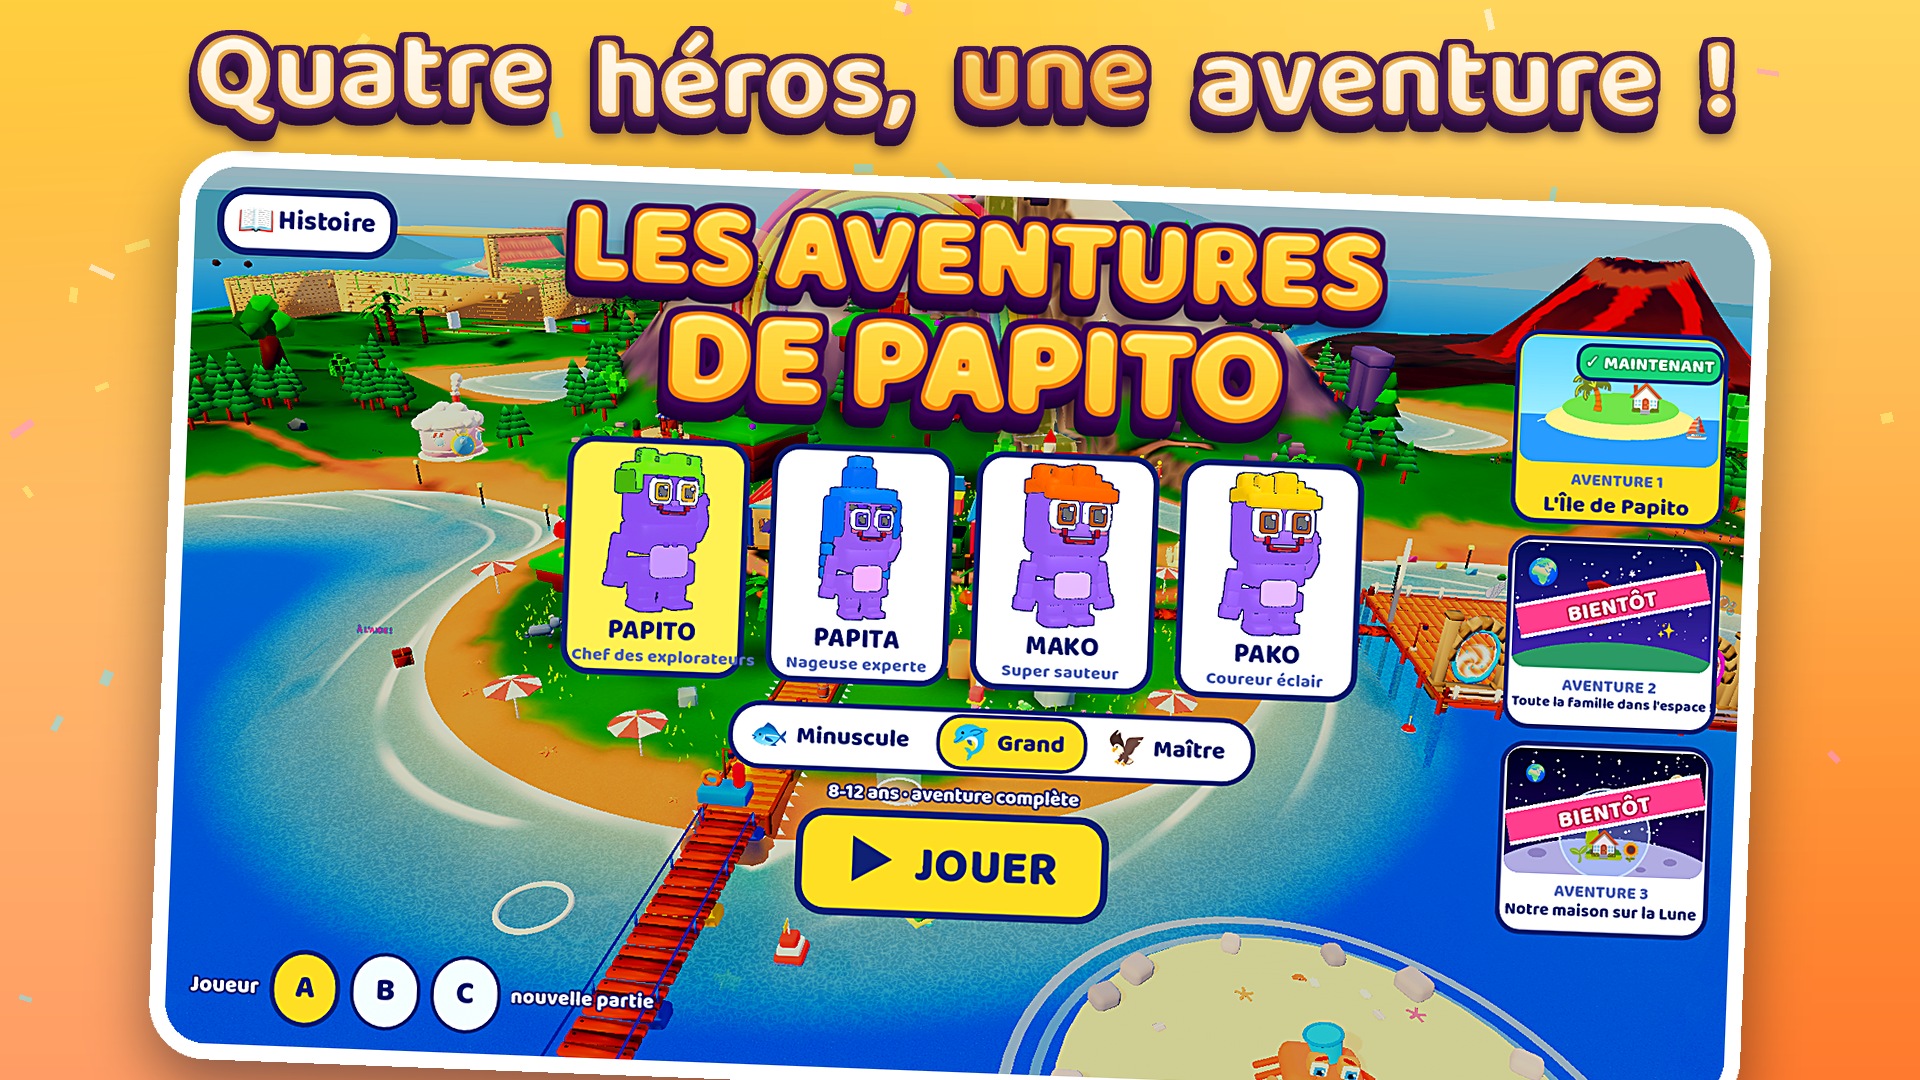 Quatre héros, une aventure !
Histoire
LES AVENTURES
DE PAPITO
✓ MAINTENANT
AVENTURE 1
L'Île de Papito
PAPITO
Chef des explorateurs
PAPITA
Nageuse experte
MAKO
Super sauteur
PAKO
Coureur éclair
À L'AIDE !
BIENTÔT
AVENTURE 2
Toute la famille dans l'espace
Minuscule
Grand
Maître
8-12 ans · aventure complète
JOUER
BIENTÔT
AVENTURE 3
Notre maison sur la Lune
Joueur
A
B
C
nouvelle partie